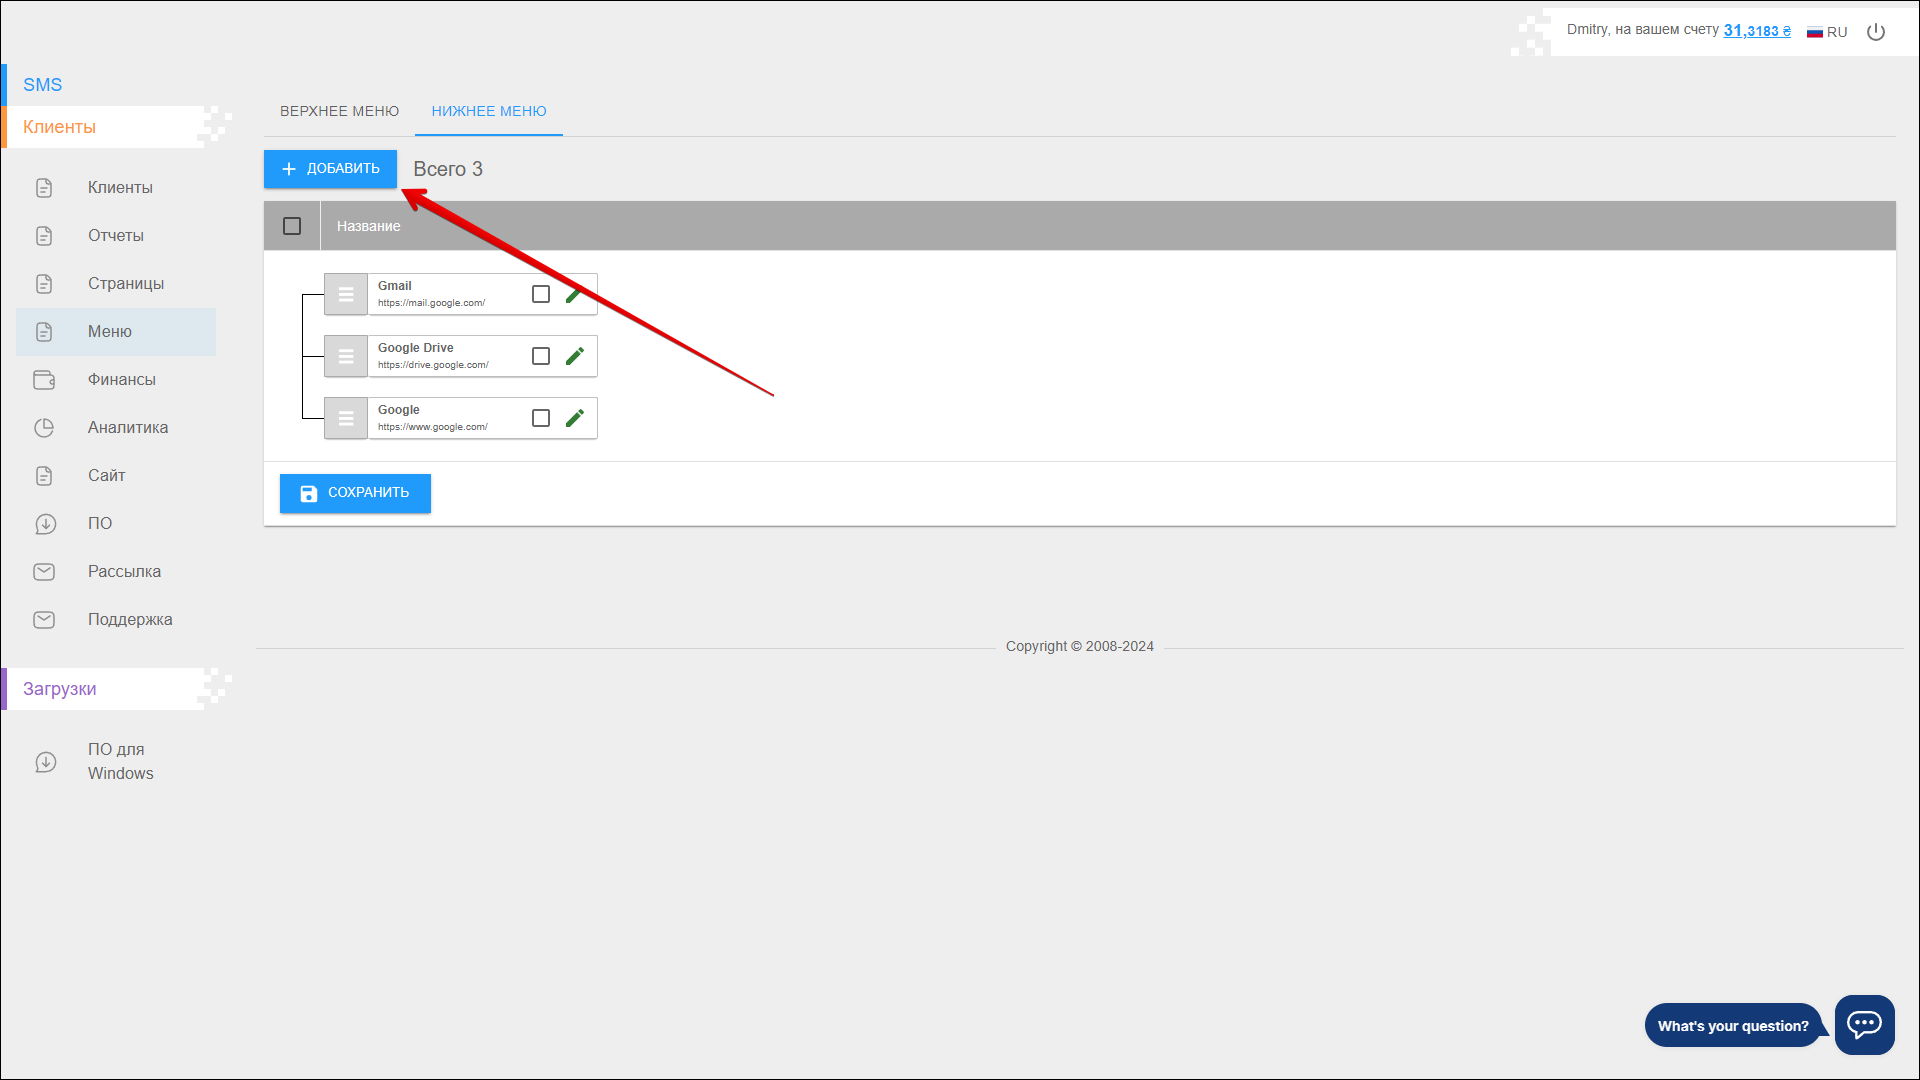 Dmitry, на вашем счету 31,3183 ₴ RU
SMS
Клиенты
Клиенты
Отчеты
Страницы
Меню
Финансы
Аналитика
Сайт
ПО
Рассылка
Поддержка
Загрузки
ПО для
Windows
ВЕРХНЕЕ МЕНЮ НИЖНЕЕ МЕНЮ
ДОБАВИТЬ Всего 3
Название
Gmail
https://mail.google.com/
Google Drive
https://drive.google.com/
Google
https://www.google.com/
СОХРАНИТЬ
Copyright © 2008-2024
What's your question?